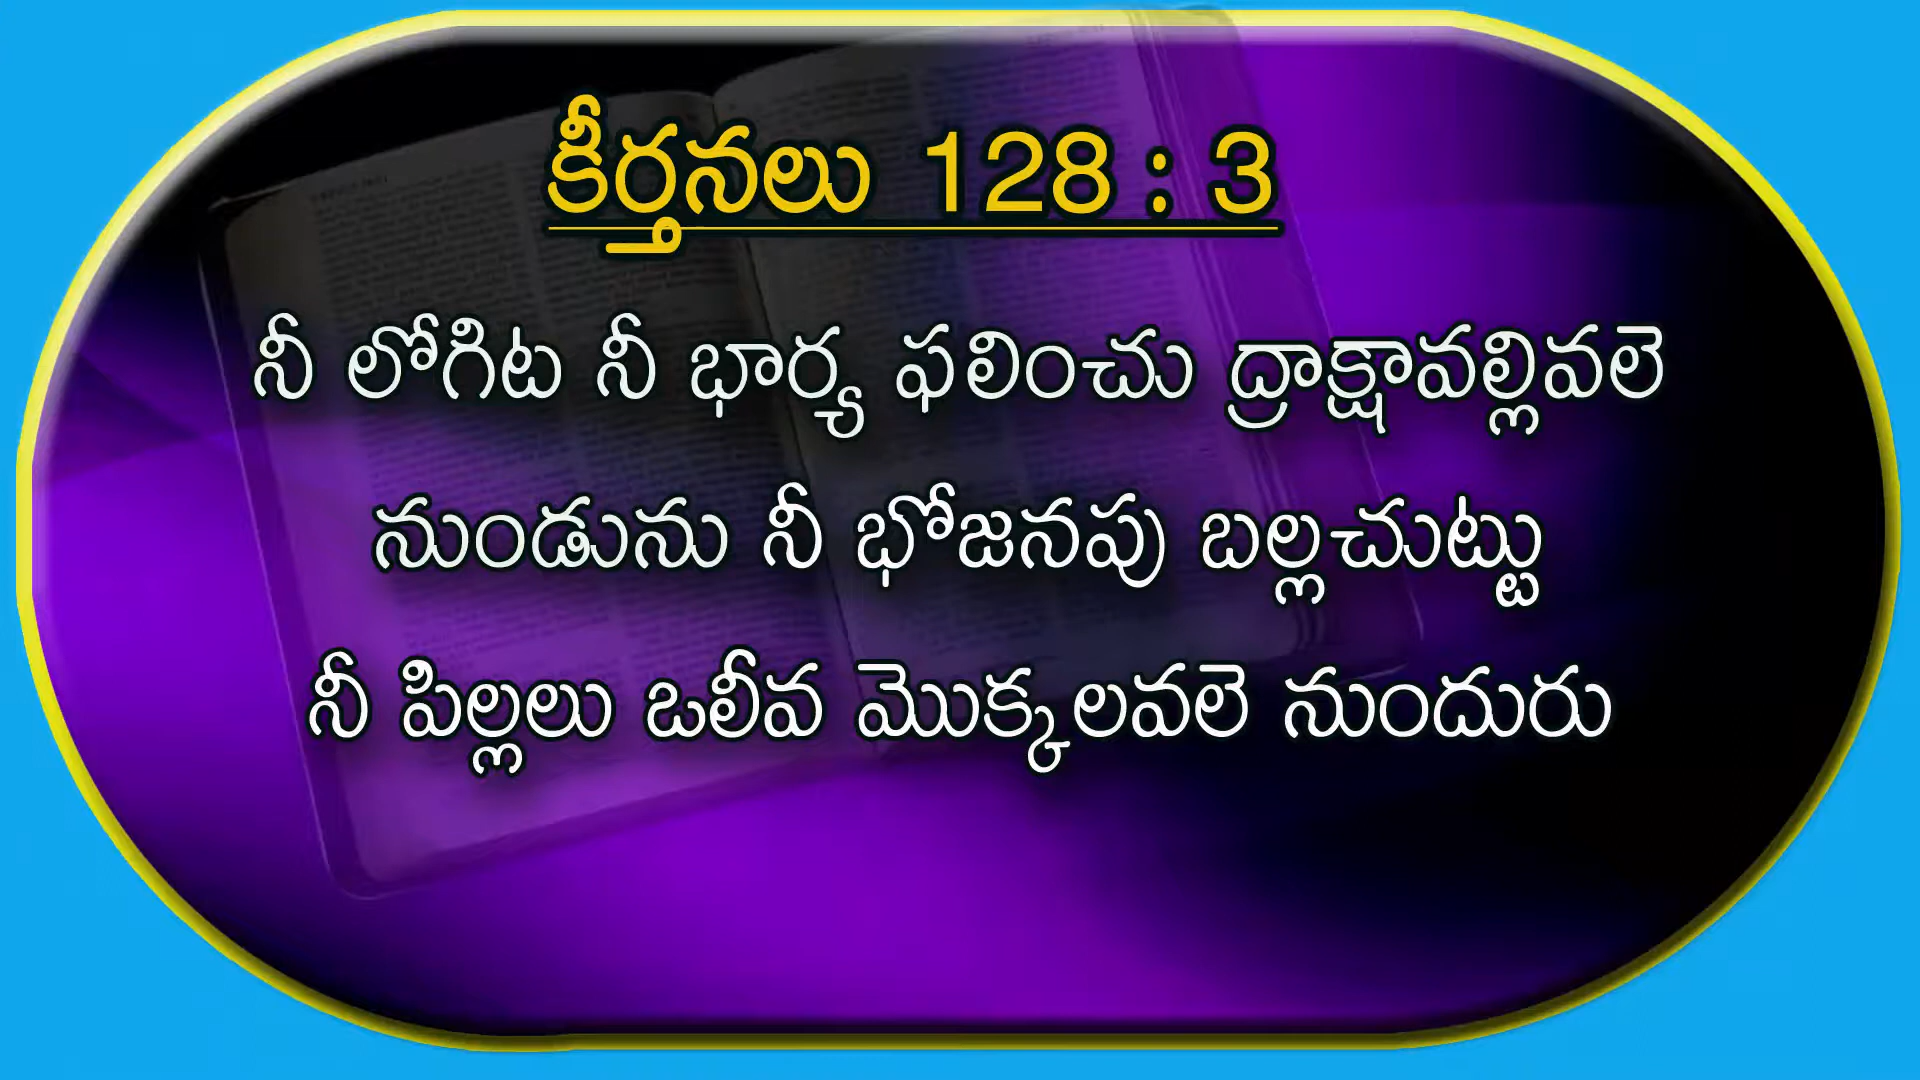 కీర్తనలు 128 : 3
నీ లోగిట నీ భార్య ఫలించు ద్రాక్షావల్లివలె
నుండును నీ భోజనపు బల్లచుట్టు
నీ పిల్లలు ఒలీవ మొక్కలవలె నుందురు